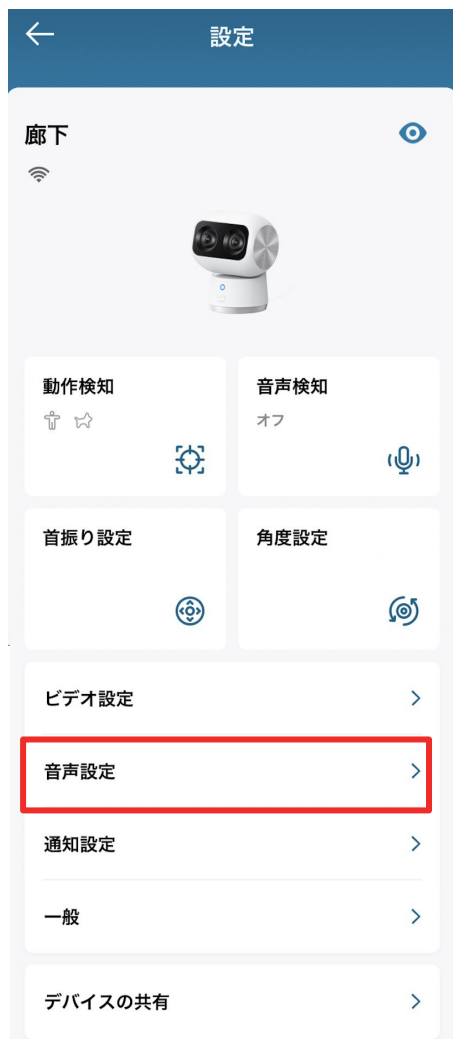 設定
廊下
動作検知
音声検知
オフ
首振り設定
角度設定
ビデオ設定
音声設定
通知設定
一般
デバイスの共有